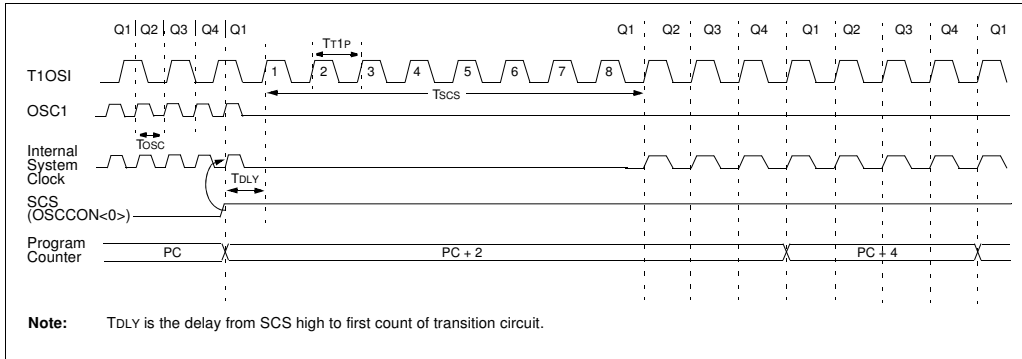 Q1 Q2 Q3 Q4 Q1 Q1 Q2 Q3 Q4 Q1 Q2 Q3 Q4 Q1
TT1P
T1OSI 1 2 3 4 5 6 7 8
TSCS
OSC1
TOSC
Internal
System
Clock
TDLY
SCS
(OSCCON<0>)
Program
Counter
PC PC + 2 PC + 4
Note: TDLY is the delay from SCS high to first count of transition circuit.